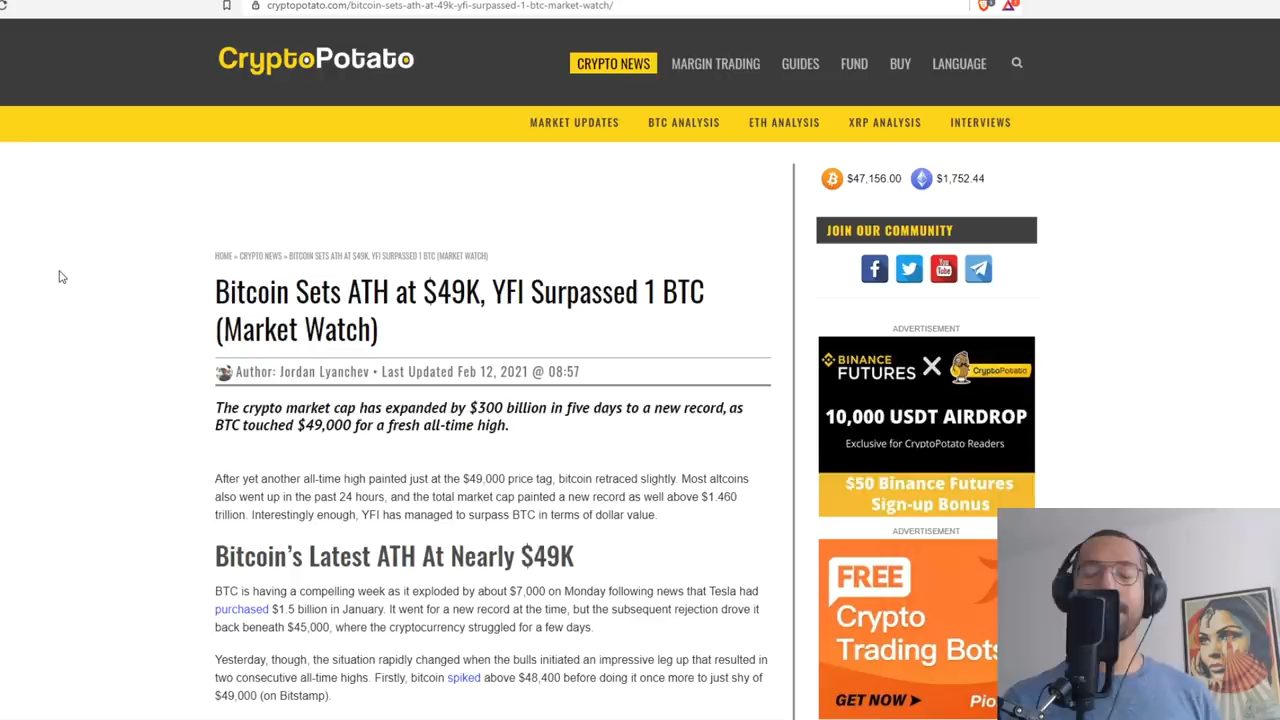 cryptopotato.com/bitcoin-sets-ath-at-49k-yfi-surpassed-1-btc-market-watch/
CryptoPotato
CRYPTO NEWS MARGIN TRADING GUIDES FUND BUY LANGUAGE
MARKET UPDATES BTC ANALYSIS ETH ANALYSIS XRP ANALYSIS INTERVIEWS
$47,156.00 $1,752.44
JOIN OUR COMMUNITY
You Tube
HOME » CRYPTO NEWS » BITCOIN SETS ATH AT $49K, YFI SURPASSED 1 BTC (MARKET WATCH)
Bitcoin Sets ATH at $49K, YFI Surpassed 1 BTC
(Market Watch)
Author: Jordan Lyanchev • Last Updated Feb 12, 2021 @ 08:57
The crypto market cap has expanded by $300 billion in five days to a new record, as
BTC touched $49,000 for a fresh all-time high.
After yet another all-time high painted just at the $49,000 price tag, bitcoin retraced slightly. Most altcoins
also went up in the past 24 hours, and the total market cap painted a new record as well above $1.460
trillion. Interestingly enough, YFI has managed to surpass BTC in terms of dollar value.
Bitcoin's Latest ATH At Nearly $49K
BTC is having a compelling week as it exploded by about $7,000 on Monday following news that Tesla had
purchased $1.5 billion in January. It went for a new record at the time, but the subsequent rejection drove it
back beneath $45,000, where the cryptocurrency struggled for a few days.
Yesterday, though, the situation rapidly changed when the bulls initiated an impressive leg up that resulted in
two consecutive all-time highs. Firstly, bitcoin spiked above $48,400 before doing it once more to just shy of
$49,000 (on Bitstamp).
ADVERTISEMENT
BINANCE
FUTURES
CryptoPotato
10,000 USDT AIRDROP
Exclusive for CryptoPotato Readers
$50 Binance Futures
Sign-up Bonus
ADVERTISEMENT
FREE
Crypto
Trading Bots
GET NOW
Pio